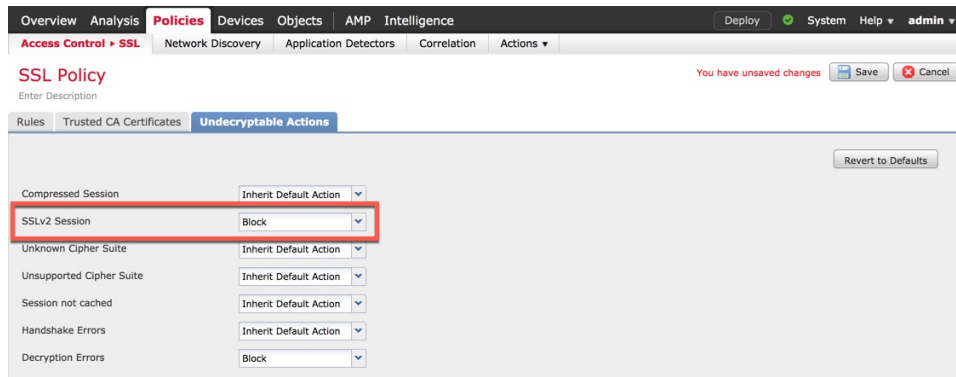 Overview Analysis Policies Devices Objects AMP Intelligence Deploy System Help ▾ admin ▾
Access Control ▸ SSL Network Discovery Application Detectors Correlation Actions ▾
SSL Policy
You have unsaved changes Save Cancel
Enter Description
Rules Trusted CA Certificates Undecryptable Actions
Revert to Defaults
Compressed Session Inherit Default Action
SSLv2 Session Block
Unknown Cipher Suite Inherit Default Action
Unsupported Cipher Suite Inherit Default Action
Session not cached Inherit Default Action
Handshake Errors Inherit Default Action
Decryption Errors Block